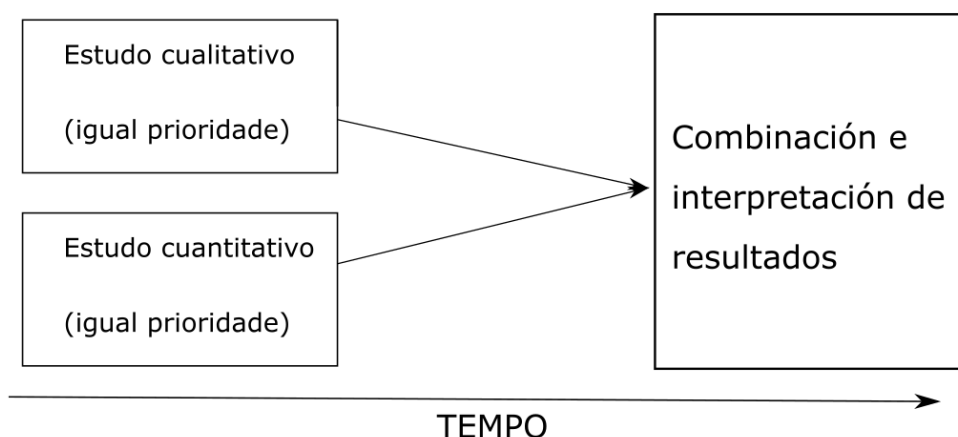 Estudo cualitativo
(igual prioridade)
Estudo cuantitativo
(igual prioridade)
Combinación e
interpretación de
resultados
TEMPO